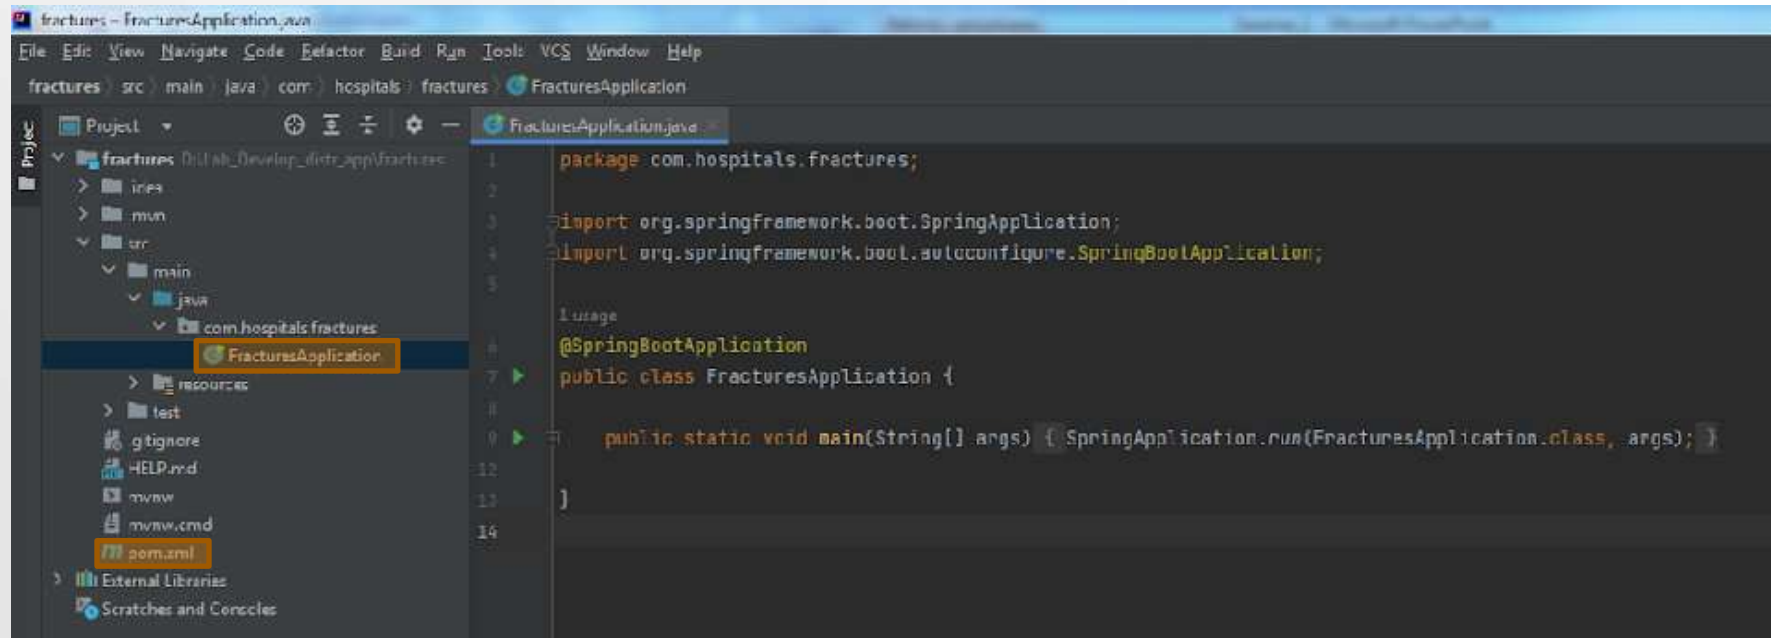 fractures – FracturesApplication.java
File Edit View Navigate Code Refactor Build Run Tools VCS Window Help
fractures src main java com hospitals fractures FracturesApplication
Project
Project
fractures D:\Lab_Develop_distr_app\fractures
.idea
.mvn
src
main
java
com.hospitals.fractures
FracturesApplication
resources
test
.gitignore
HELP.md
mvnw
mvnw.cmd
pom.xml
External Libraries
Scratches and Consoles
FracturesApplication.java
1 package com.hospitals.fractures;
2
3 import org.springframework.boot.SpringApplication;
4 import org.springframework.boot.autoconfigure.SpringBootApplication;
5
1 usage
6 @SpringBootApplication
7 public class FracturesApplication {
8
9 public static void main(String[] args) { SpringApplication.run(FracturesApplication.class, args); }
12
13 }
14